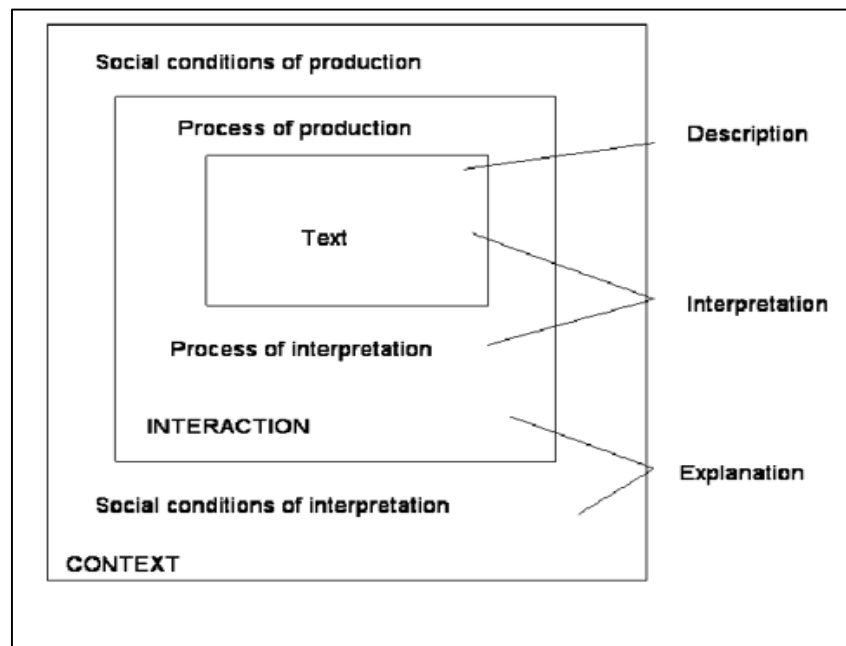 Social conditions of production
Process of production
Description
Text
Interpretation
Process of interpretation
INTERACTION
Explanation
Social conditions of interpretation
CONTEXT